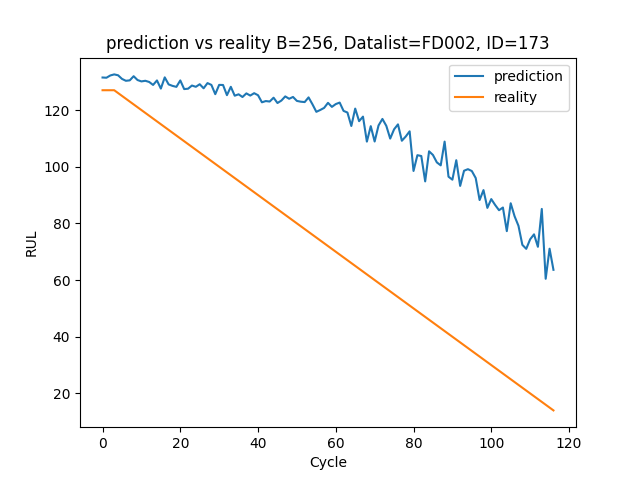 prediction vs reality B=256, Datalist=FD002, ID=173
prediction
reality
RUL
120
100
80
60
40
20
0 20 40 60 80 100 120
Cycle